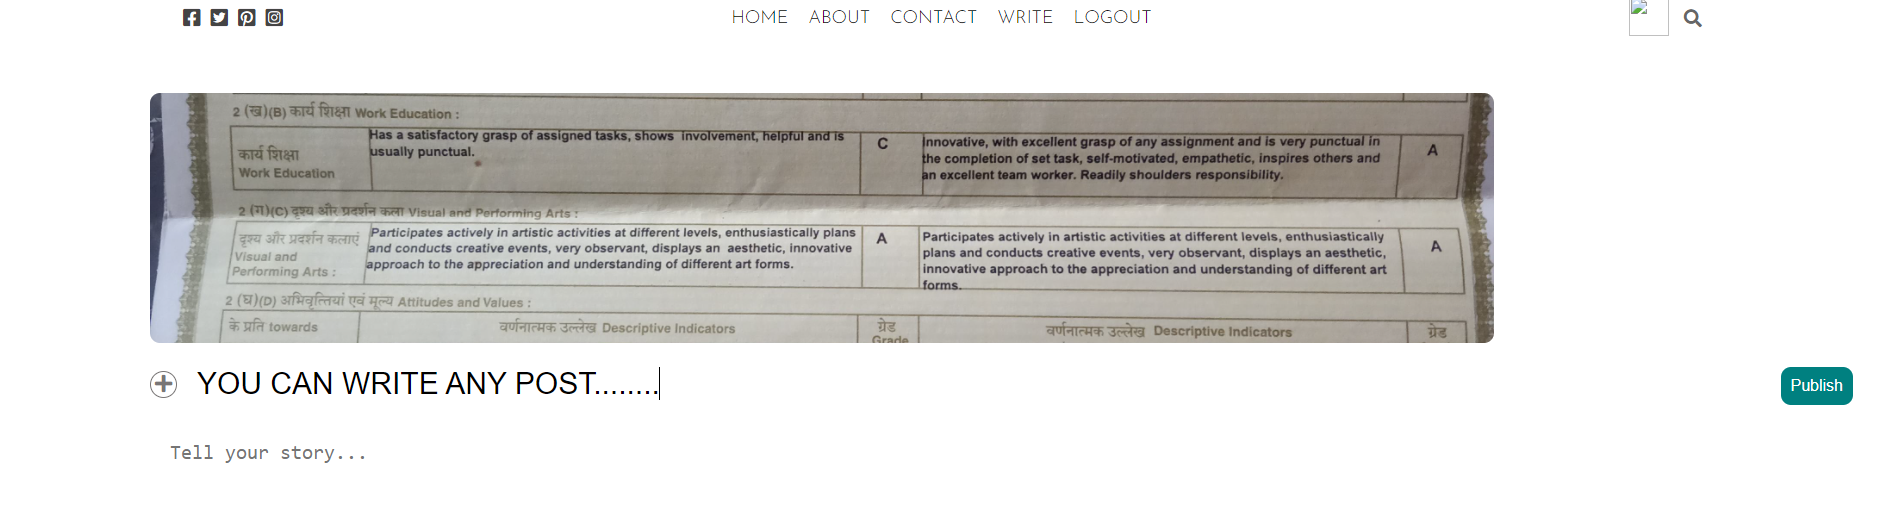 HOME ABOUT CONTACT WRITE LOGOUT
2 (ख)(B) कार्य शिक्षा Work Education :
कार्य शिक्षा
Work Education
Has a satisfactory grasp of assigned tasks, shows involvement, helpful and is
usually punctual.
C
Innovative, with excellent grasp of any assignment and is very punctual in
the completion of set task, self-motivated, empathetic, inspires others and
an excellent team worker. Readily shoulders responsibility.
A
2 (ग)(C) दृश्य और प्रदर्शन कला Visual and Performing Arts :
दृश्य और प्रदर्शन कलाएं
Visual and
Performing Arts :
Participates actively in artistic activities at different levels, enthusiastically plans
and conducts creative events, very observant, displays an aesthetic, innovative
approach to the appreciation and understanding of different art forms.
A
Participates actively in artistic activities at different levels, enthusiastically
plans and conducts creative events, very observant, displays an aesthetic,
innovative approach to the appreciation and understanding of different art
forms.
A
2 (घ)(D) अभिवृत्तियां एवं मूल्य Attitudes and Values :
के प्रति towards
वर्णनात्मक उल्लेख Descriptive Indicators
ग्रेड
Grade
वर्णनात्मक उल्लेख Descriptive Indicators
ग्रेड
YOU CAN WRITE ANY POST........
Publish
Tell your story...